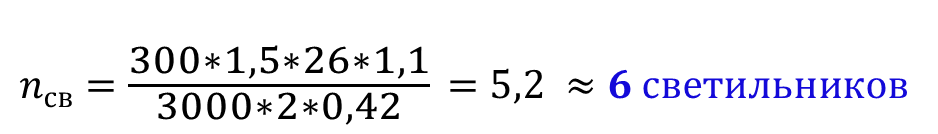 n_св = 300*1,5*26*1,1 / 3000*2*0,42 = 5,2 ≈ 6 светильников